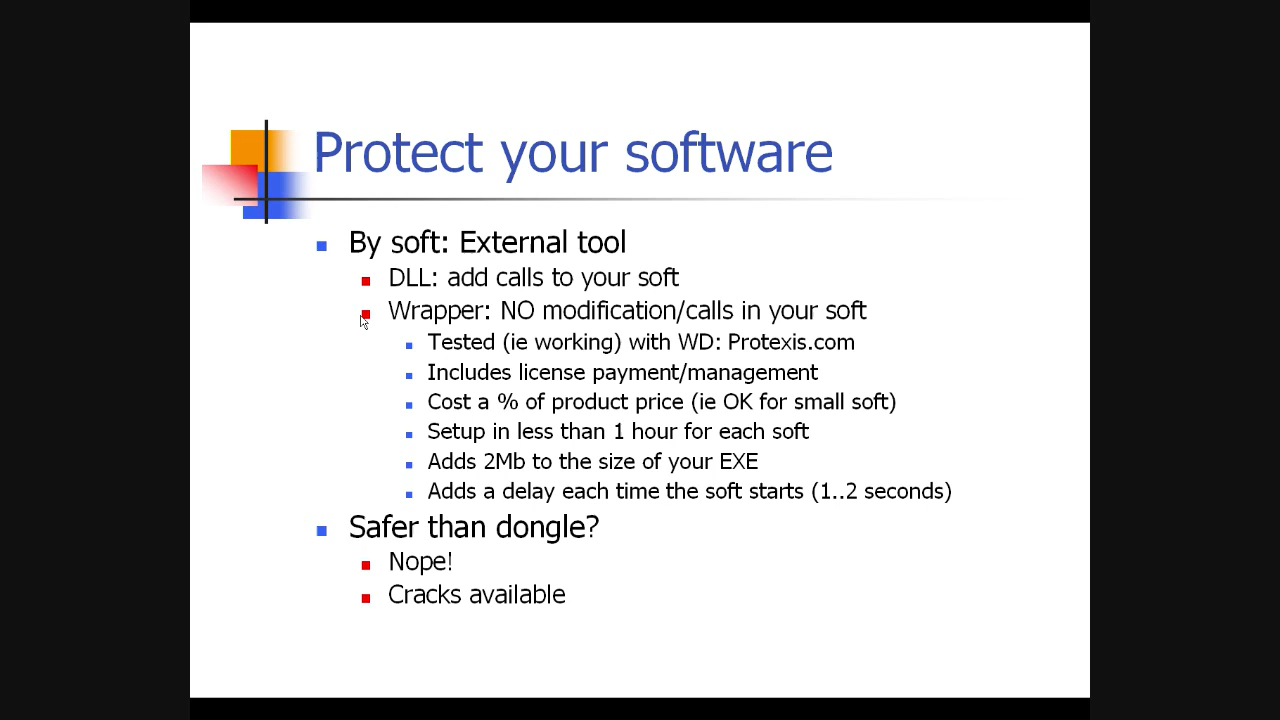 Protect your software
By soft: External tool
DLL: add calls to your soft
Wrapper: NO modification/calls in your soft
Tested (ie working) with WD: Protexis.com
Includes license payment/management
Cost a % of product price (ie OK for small soft)
Setup in less than 1 hour for each soft
Adds 2Mb to the size of your EXE
Adds a delay each time the soft starts (1..2 seconds)
Safer than dongle?
Nope!
Cracks available